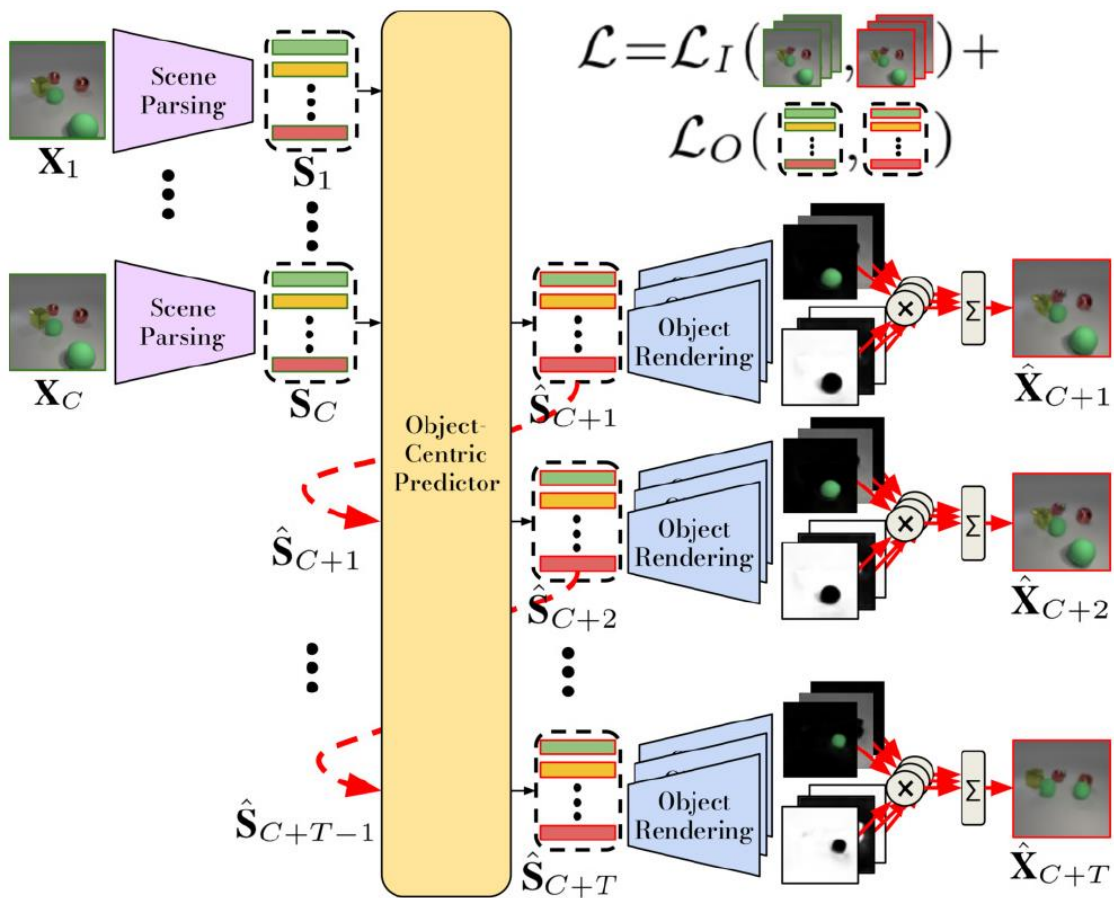 Scene
Parsing
X_1
S_1
ℒ=ℒ_I( , )+
ℒ_O( , )
Scene
Parsing
X_C
S_C
Object-
Centric
Predictor
Ŝ_{C+1}
Object
Rendering
×
Σ
X̂_{C+1}
Ŝ_{C+1}
Ŝ_{C+2}
Object
Rendering
×
Σ
X̂_{C+2}
Ŝ_{C+T−1}
Ŝ_{C+T}
Object
Rendering
×
Σ
X̂_{C+T}